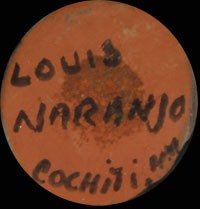 LOUIS
NARANJO
COCHITI, NM